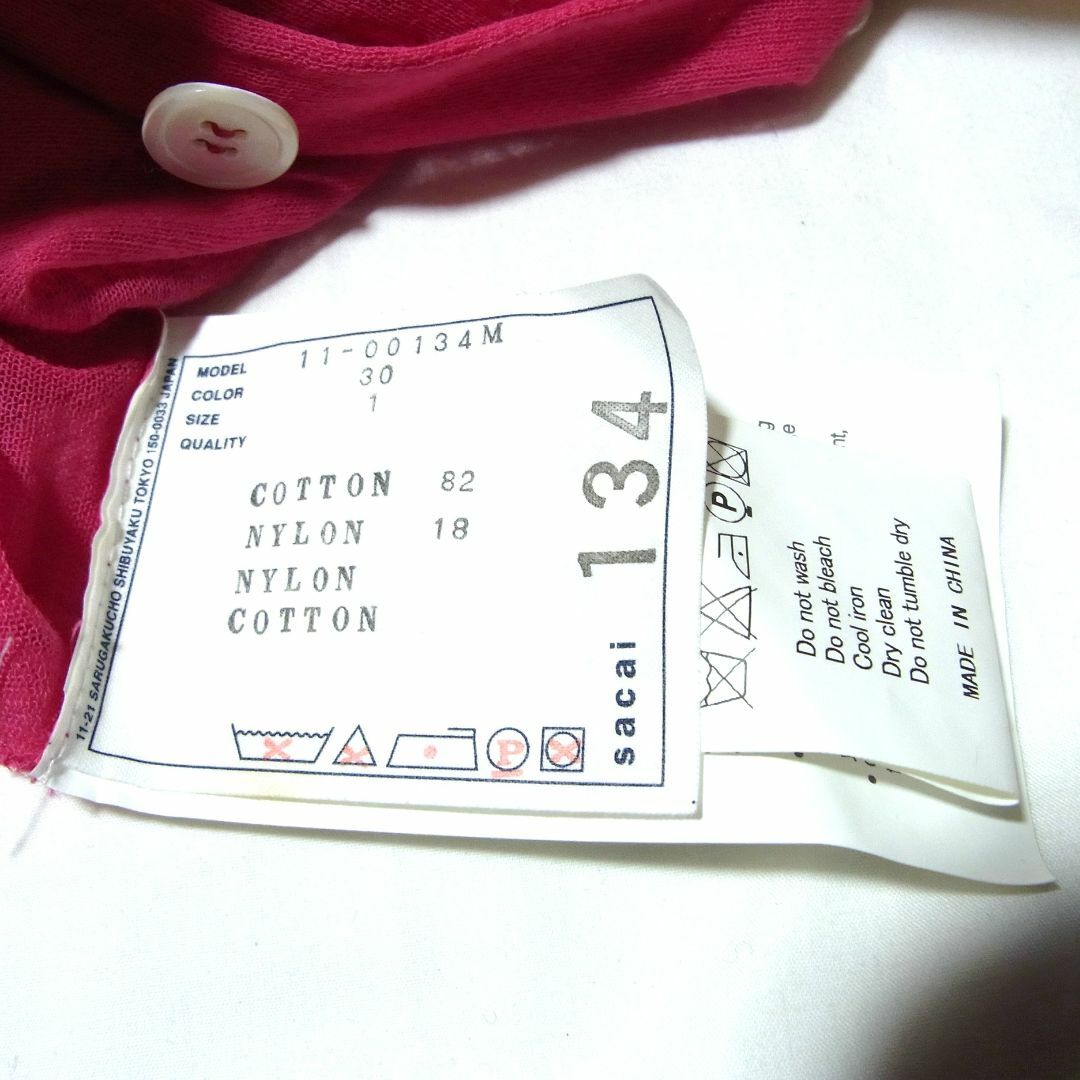 MODEL 11-00134M
COLOR 30
SIZE 1
QUALITY
COTTON 82
NYLON 18
NYLON
COTTON
134
sacai
11-21 SARUGAKUCHO SHIBUYAKU TOKYO 150-0033 JAPAN
P
P
Do not wash
Do not bleach
Cool iron
Dry clean
Do not tumble dry
MADE IN CHINA